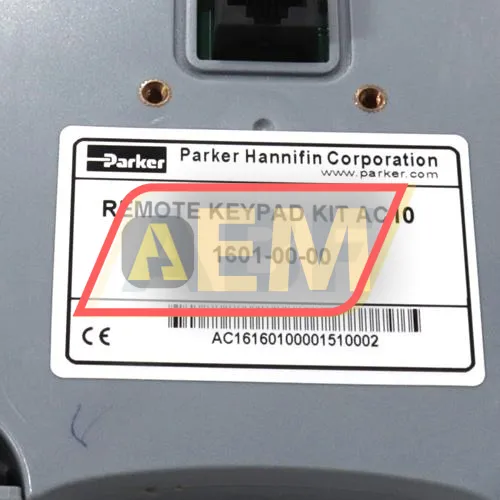 Parker Parker Hannifin Corporation
www.parker.com
REMOTE KEYPAD KIT AC10
1601-00-00
AEM
CE
AC16160100001510002